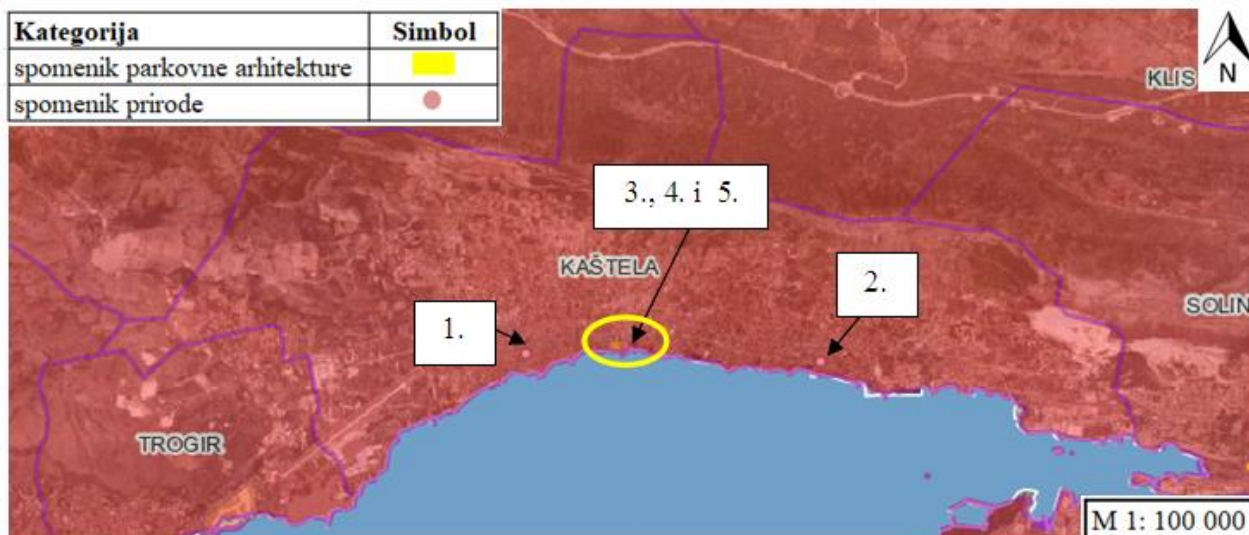 Kategorija Simbol
spomenik parkovne arhitekture
spomenik prirode
N
KLIS
3., 4. i 5.
KAŠTELA
2.
1.
SOLIN
TROGIR
M 1: 100 000